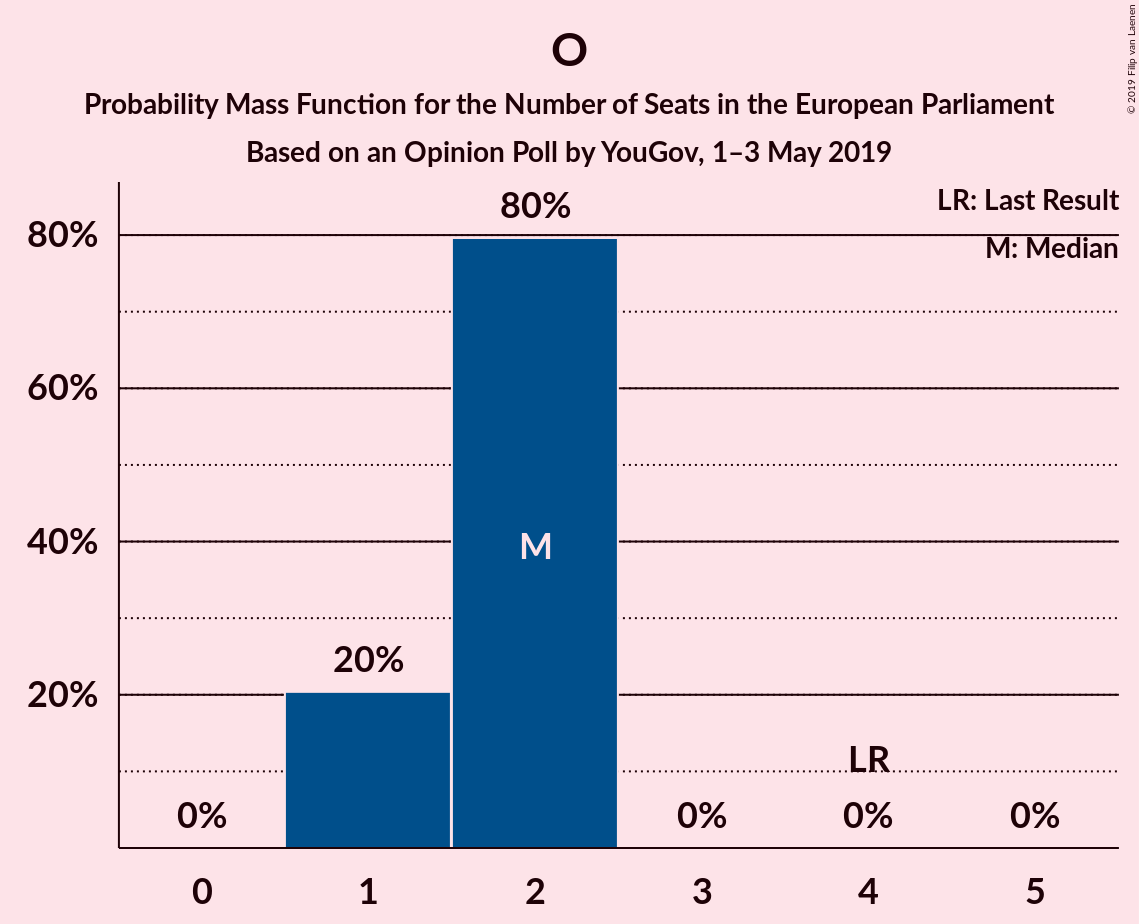 O
Probability Mass Function for the Number of Seats in the European Parliament
Based on an Opinion Poll by YouGov, 1–3 May 2019
© 2019 Filip van Laenen
LR: Last Result
M: Median
80%
60%
40%
20%
0%
20%
80%
M
0%
LR
0%
0%
0 1 2 3 4 5